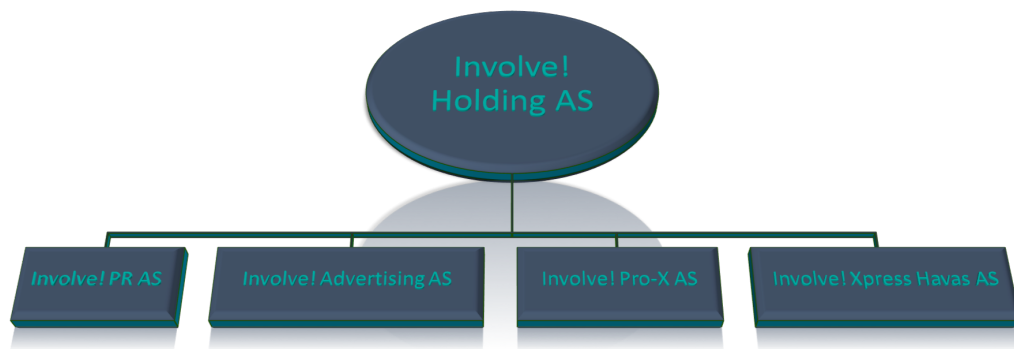 Involve!
Holding AS
Involve! PR AS
Involve! Advertising AS
Involve! Pro-X AS
Involve! Xpress Havas AS